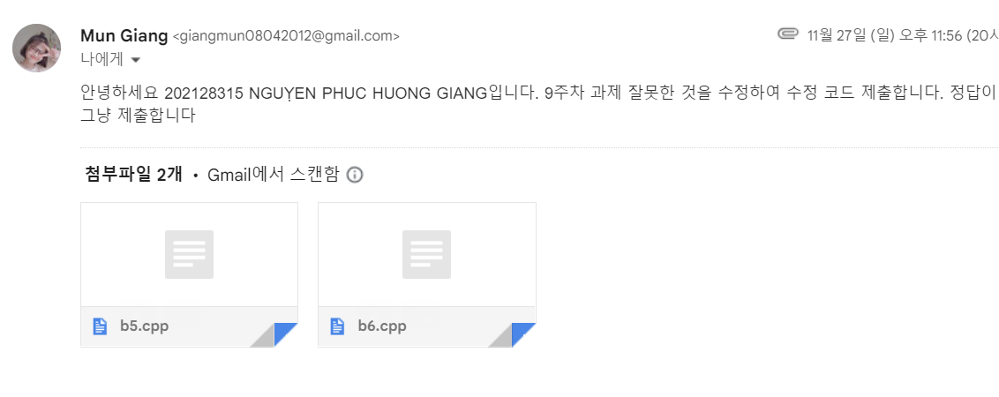 Mun Giang <giangmun08042012@gmail.com>
11월 27일 (일) 오후 11:56 (20
나에게
안녕하세요 202128315 NGUYEN PHUC HUONG GIANG입니다. 9주차 과제 잘못한 것을 수정하여 수정 코드 제출합니다. 정답이
그냥 제출합니다
첨부파일 2개 • Gmail에서 스캔함
b5.cpp
b6.cpp